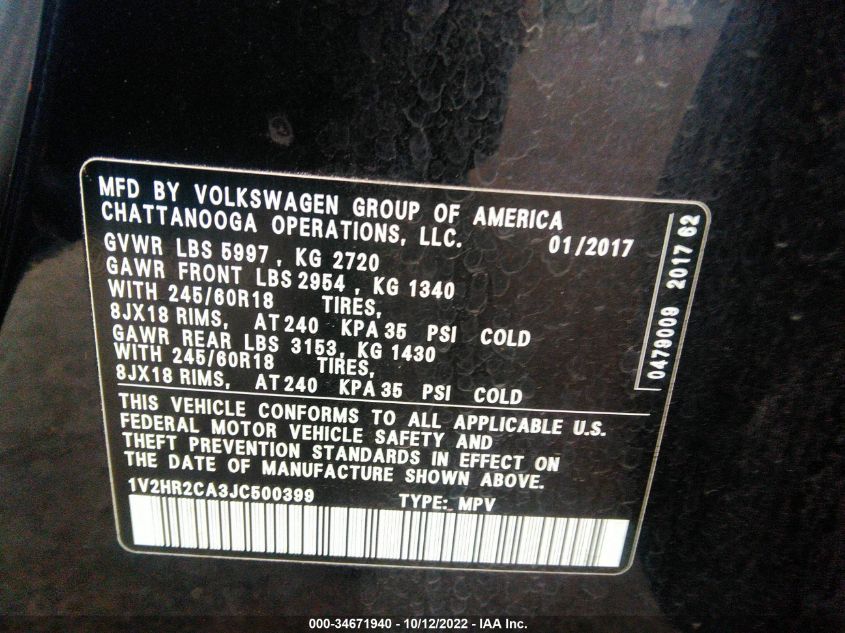 MFD BY VOLKSWAGEN GROUP OF AMERICA
CHATTANOOGA OPERATIONS, LLC. 01/2017
GVWR LBS 5997, KG 2720
GAWR FRONT LBS 2954, KG 1340
WITH 245/60R18 TIRES,
8JX18 RIMS, AT 240 KPA 35 PSI COLD
GAWR REAR LBS 3153, KG 1430
WITH 245/60R18 TIRES,
8JX18 RIMS, AT 240 KPA 35 PSI COLD
THIS VEHICLE CONFORMS TO ALL APPLICABLE U.S.
FEDERAL MOTOR VEHICLE SAFETY AND
THEFT PREVENTION STANDARDS IN EFFECT ON
THE DATE OF MANUFACTURE SHOWN ABOVE.
1V2HR2CA3JC500399 TYPE: MPV
0479009 2017 62
000-34671940 - 10/12/2022 - IAA Inc.